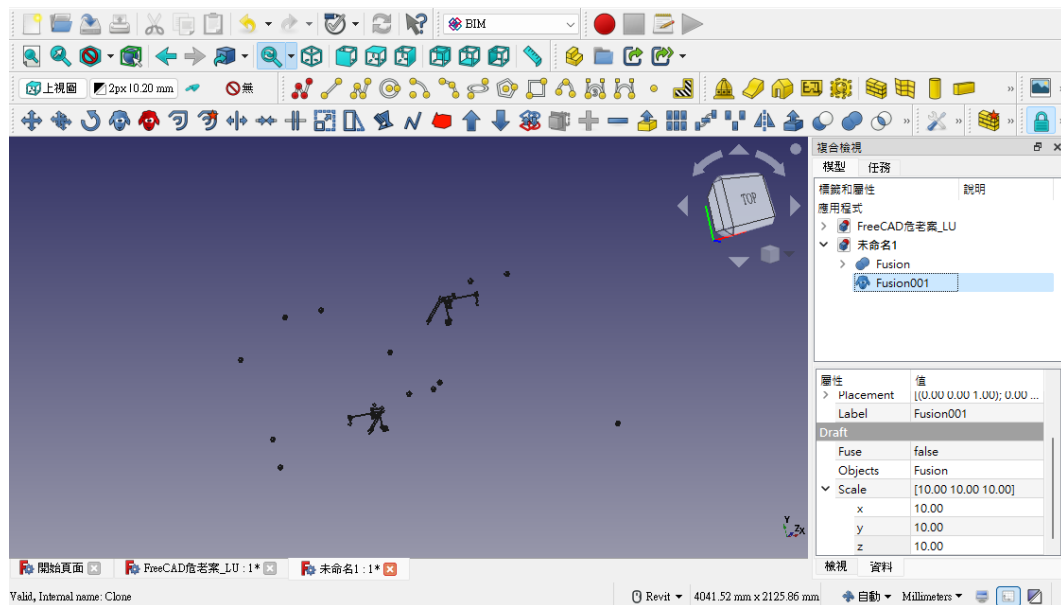 BIM
上視圖 2px | 0.20 mm 無
TOP
Y
Zx
複合檢視
模型 任務
標籤和屬性 說明
應用程式
FreeCAD危老案_LU
未命名1
Fusion
Fusion001
屬性 值
Placement [(0.00 0.00 1.00); 0.00 ...
Label Fusion001
Draft
Fuse false
Objects Fusion
Scale [10.00 10.00 10.00]
x 10.00
y 10.00
z 10.00
檢視 資料
開始頁面 FreeCAD危老案_LU : 1* 未命名1 : 1*
Valid, Internal name: Clone Revit 4041.52 mm x 2125.86 mm 自動 Millimeters